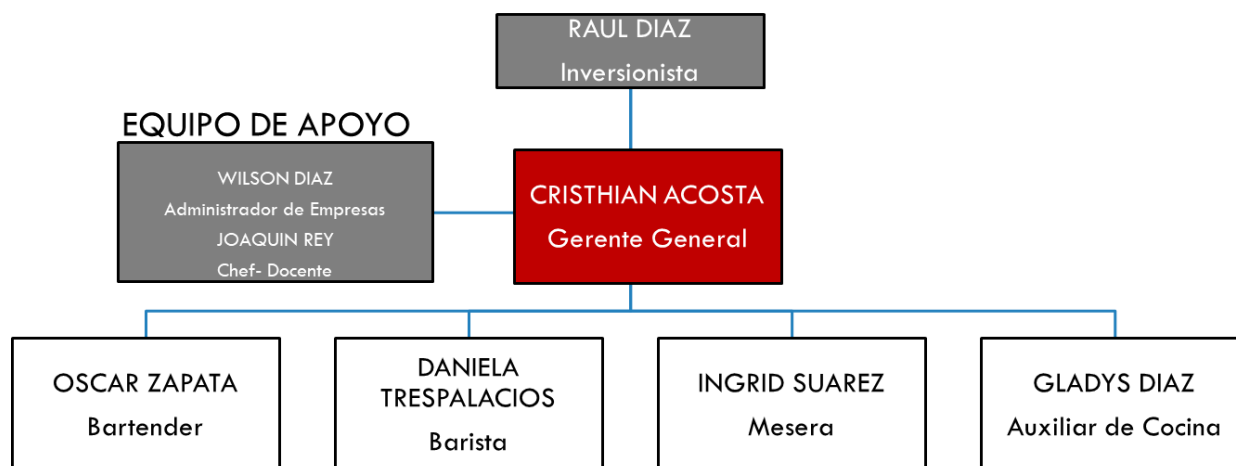 RAUL DIAZ
Inversionista
EQUIPO DE APOYO
WILSON DIAZ
Administrador de Empresas
JOAQUIN REY
Chef- Docente
CRISTHIAN ACOSTA
Gerente General
OSCAR ZAPATA
Bartender
DANIELA
TRESPALACIOS
Barista
INGRID SUAREZ
Mesera
GLADYS DIAZ
Auxiliar de Cocina